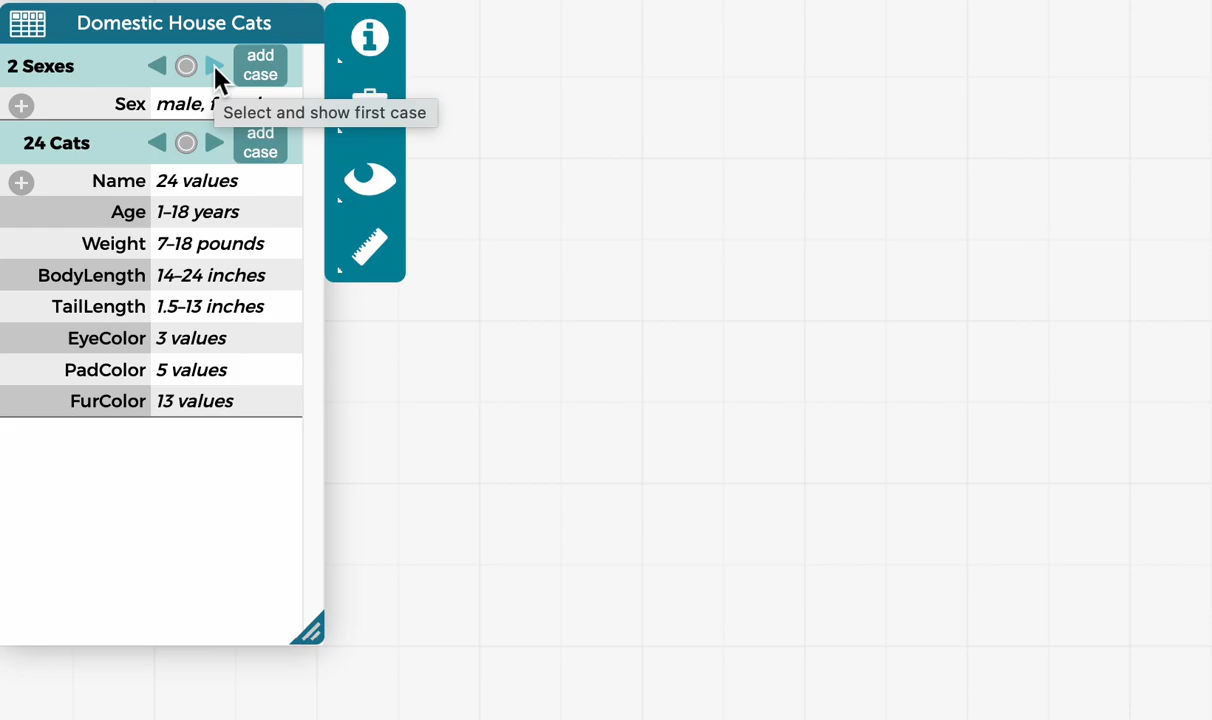 Domestic House Cats
2 Sexes
add
case
Sex male,
Select and show first case
24 Cats
add
case
Name 24 values
Age 1–18 years
Weight 7–18 pounds
BodyLength 14–24 inches
TailLength 1.5–13 inches
EyeColor 3 values
PadColor 5 values
FurColor 13 values